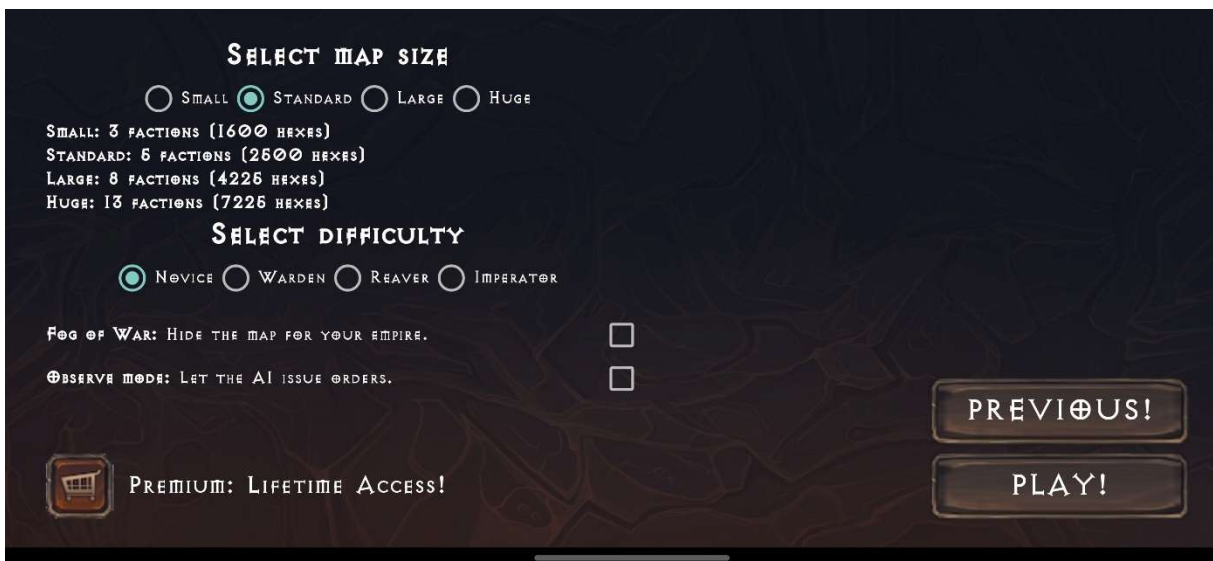 Select map size
Small Standard Large Huge
Small: 3 factions (1600 hexes)
Standard: 5 factions (2500 hexes)
Large: 8 factions (4225 hexes)
Huge: 13 factions (7225 hexes)
Select difficulty
Novice Warden Reaver Imperator
Fog of War: Hide the map for your empire.
Observe mode: Let the AI issue orders.
PREVIOUS!
Premium: Lifetime Access!
PLAY!